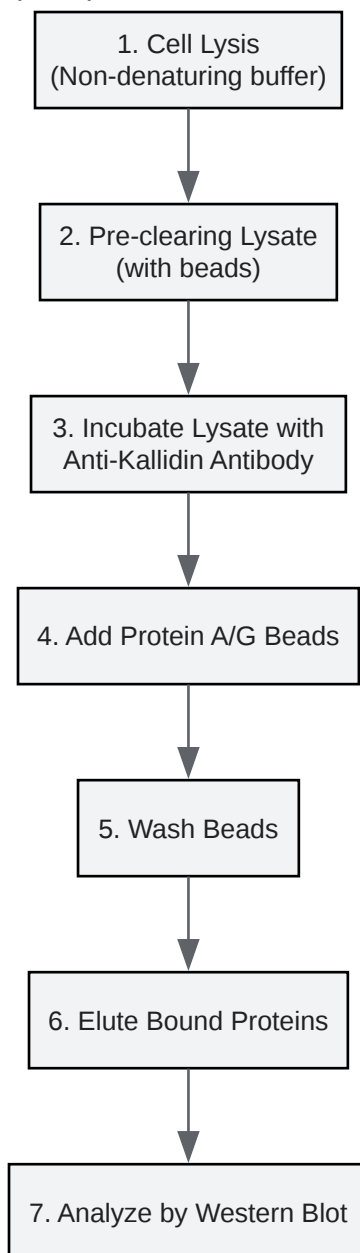 1. Cell Lysis
(Non-denaturing buffer)
2. Pre-clearing Lysate
(with beads)
3. Incubate Lysate with
Anti-Kallidin Antibody
4. Add Protein A/G Beads
5. Wash Beads
6. Elute Bound Proteins
7. Analyze by Western Blot